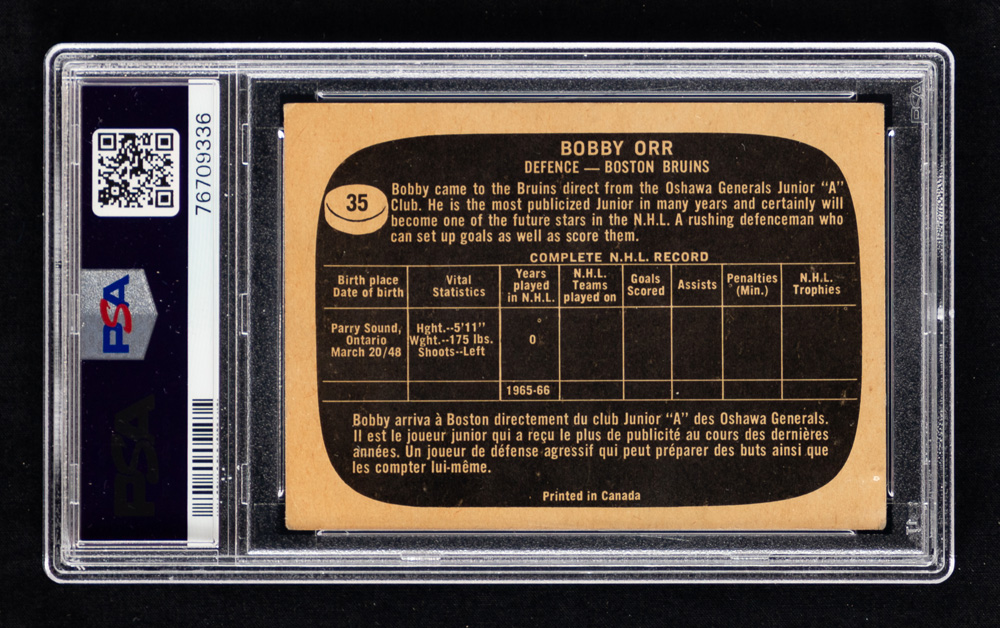 76709336
PSA
PSA
BOBBY ORR
DEFENCE — BOSTON BRUINS
35
Bobby came to the Bruins direct from the Oshawa Generals Junior “A”
Club. He is the most publicized Junior in many years and certainly will
become one of the future stars in the N.H.L. A rushing defenceman who
can set up goals as well as score them.
COMPLETE N.H.L. RECORD
Birth place
Date of birth
Vital
Statistics
Years
played
in N.H.L.
N.H.L.
Teams
played on
Goals
Scored
Assists
Penalties
(Min.)
N.H.L.
Trophies
Parry Sound,
Ontario
March 20/48
Hght.--5'11"
Wght.--175 lbs.
Shoots--Left
0
1965-66
Bobby arriva à Boston directement du club Junior “A” des Oshawa Generals.
Il est le joueur junior qui a reçu le plus de publicité au cours des dernières
années. Un joueur de défense agressif qui peut préparer des buts ainsi que
les compter lui-même.
Printed in Canada
PSA